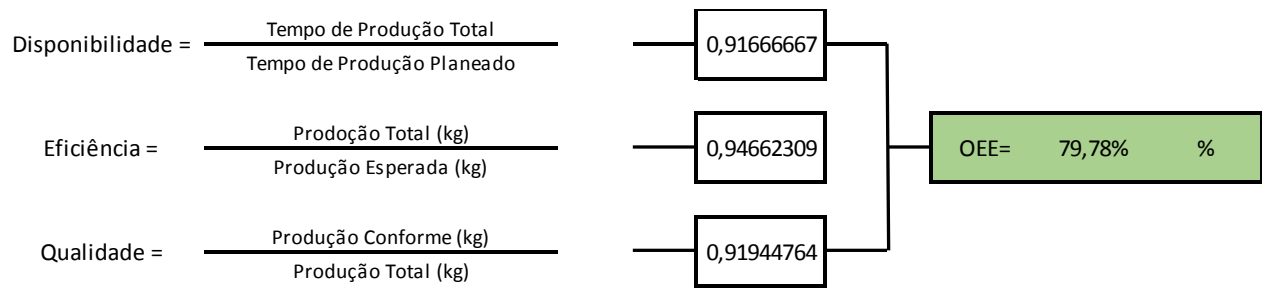 Disponibilidade =
Tempo de Produção Total
Tempo de Produção Planeado
0,91666667
Eficiência =
Prodoção Total (kg)
Produção Esperada (kg)
0,94662309
OEE= 79,78% %
Qualidade =
Produção Conforme (kg)
Produção Total (kg)
0,91944764